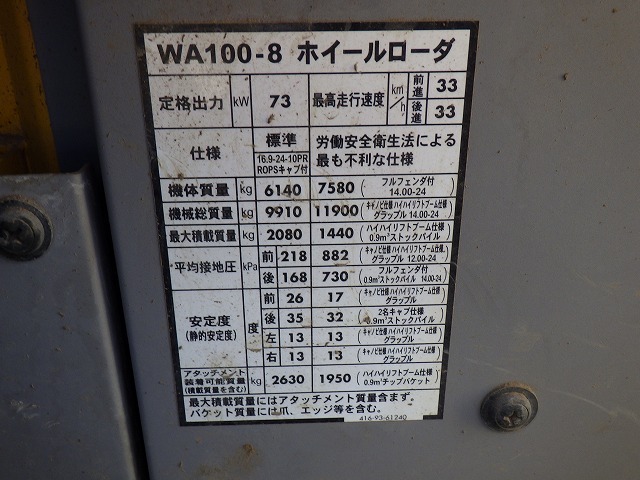 WA100-8 ホイールローダ
定格出力 kW 73 最高走行速度 km/h 前進 33
後進 33
仕様 標準 16.9-24-10PR ROPSキャブ付 労働安全衛生法による
最も不利な仕様
機体質量 kg 6140 7580 (フルフェンダ付 14.00-24)
機械総質量 kg 9910 11900 (キャノピ仕様 ハイハイリフトブーム仕様 グラップル 14.00-24)
最大積載質量 kg 2080 1440 (ハイハイリフトブーム仕様 0.9m³ストックパイル)
平均接地圧 kPa 前 218 882 (キャノピ仕様 ハイハイリフトブーム仕様 グラップル 12.00-24)
後 168 730 (フルフェンダ付 0.9m³ストックパイル 14.00-24)
安定度 (静的安定度) 度 前 26 17 (キャノピ仕様 ハイハイリフトブーム仕様 グラップル)
後 35 32 (2名キャブ仕様 0.9m³ストックパイル)
左 13 13 (キャノピ仕様 ハイハイリフトブーム仕様 グラップル)
右 13 13 (キャノピ仕様 ハイハイリフトブーム仕様 グラップル)
アタッチメント
装着可能質量 kg 2630 1950 (ハイハイリフトブーム仕様 0.9m³チップバケット)
(積載質量を含む)
最大積載質量にはアタッチメント質量含まず。
バケット質量には爪、エッジ等を含む。
416-93-61240